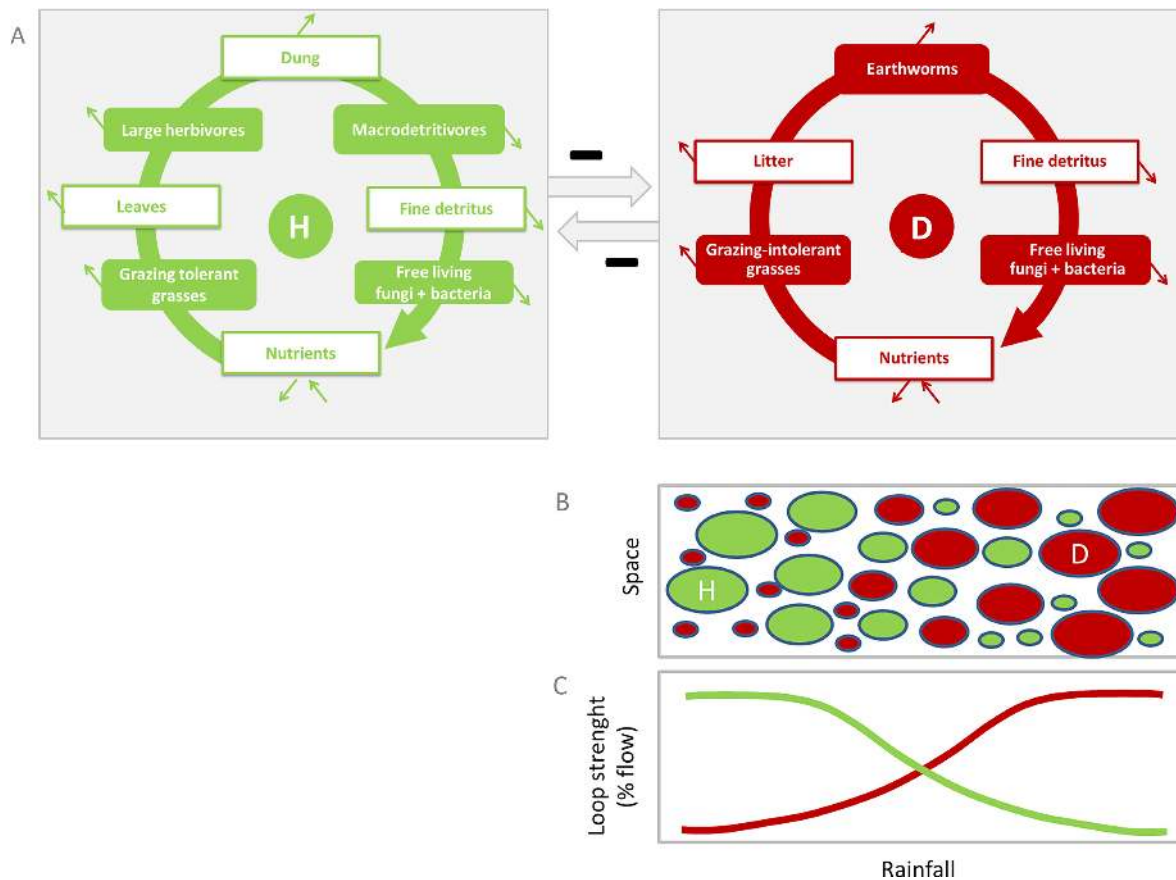 A
Dung
Large herbivores
Macrodetritivores
Leaves
H
Fine detritus
Grazing tolerant
grasses
Free living
fungi + bacteria
Nutrients
Earthworms
Litter
Fine detritus
D
Grazing-intolerant
grasses
Free living
fungi + bacteria
Nutrients
B
Space
H
D
C
Loop strenght
(% flow)
Rainfall